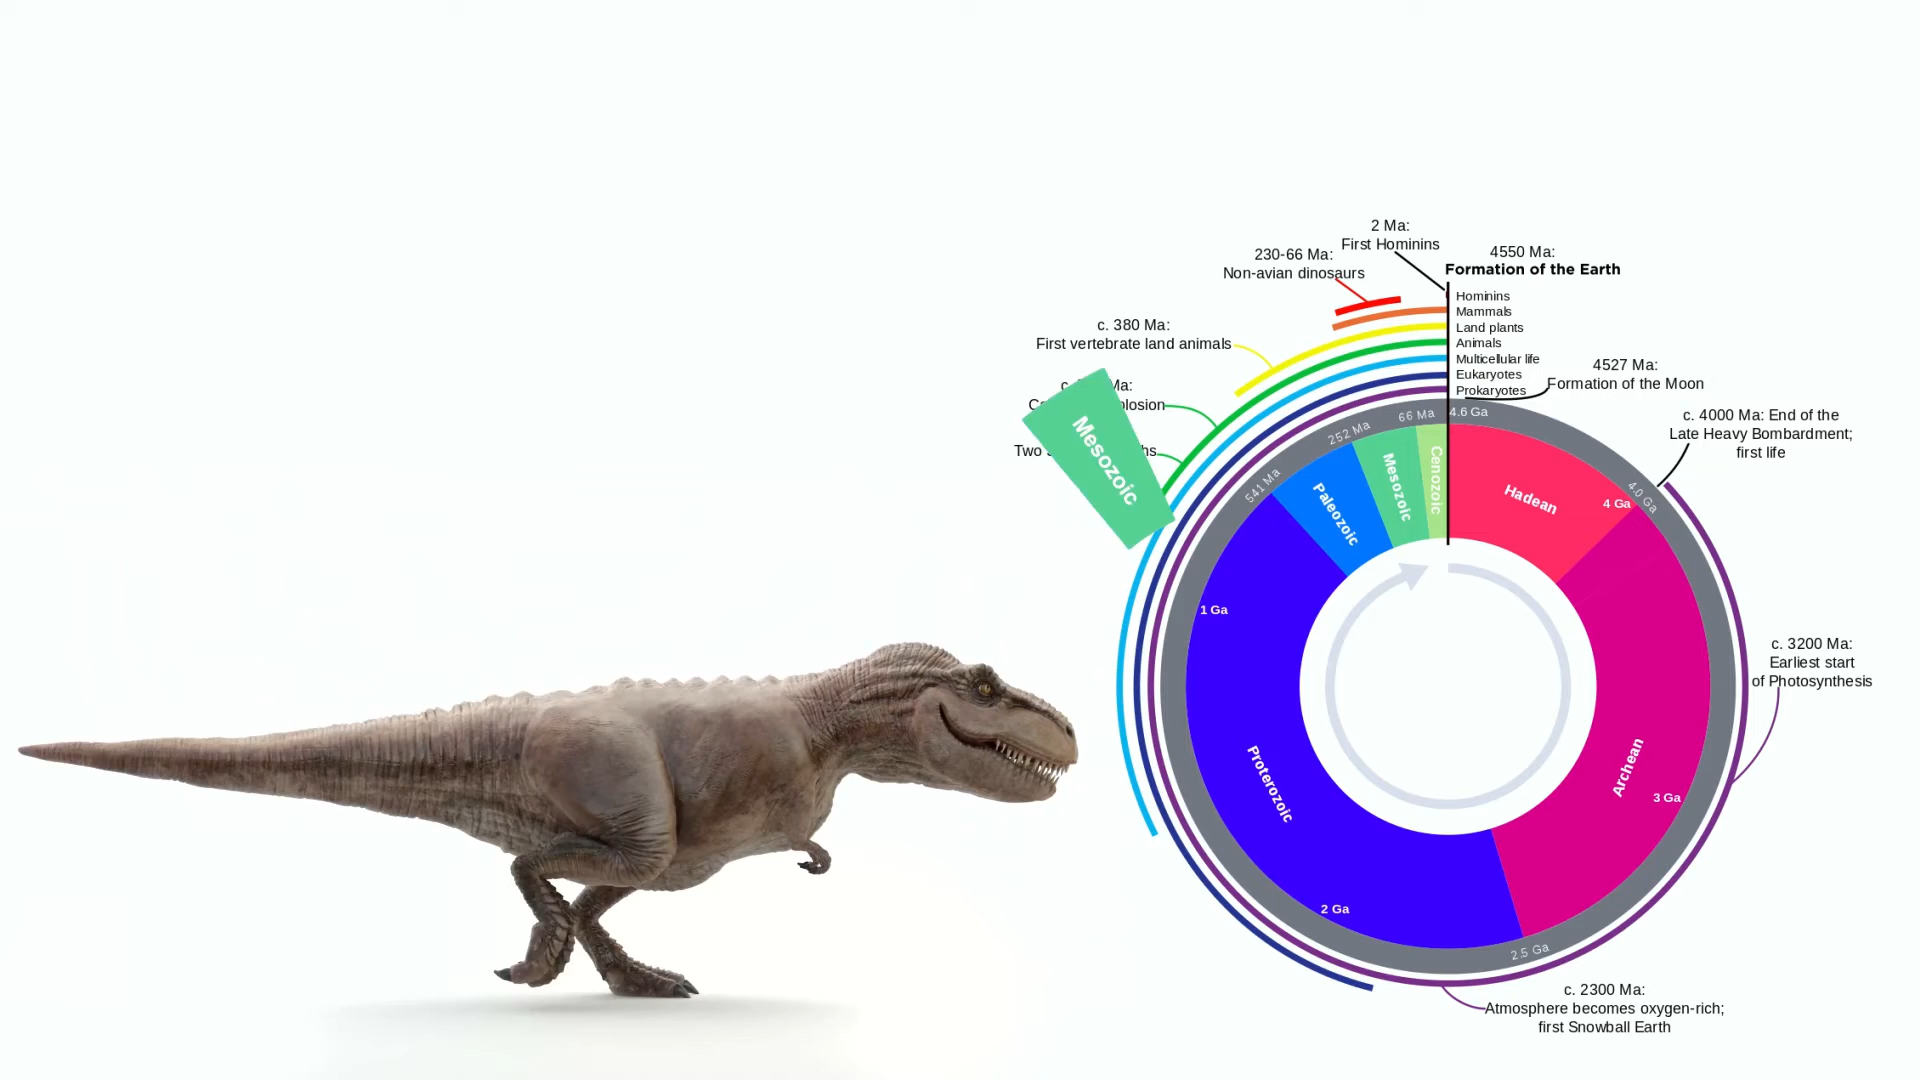 2 Ma:
First Hominins
230-66 Ma:
Non-avian dinosaurs
4550 Ma:
Formation of the Earth
Hominins
Mammals
Land plants
Animals
Multicellular life
Eukaryotes
Prokaryotes
c. 380 Ma:
First vertebrate land animals
4527 Ma:
Formation of the Moon
c. Ma:
c. 4000 Ma: End of the
Late Heavy Bombardment;
first life
Two
Mesozoic
66 Ma
4.6 Ga
252 Ma
541 Ma
4.0 Ga
Cenozoic
Mesozoic
Paleozoic
Hadean
4 Ga
1 Ga
c. 3200 Ma:
Earliest start
of Photosynthesis
Proterozoic
Archean
3 Ga
2 Ga
2.5 Ga
c. 2300 Ma:
Atmosphere becomes oxygen-rich;
first Snowball Earth